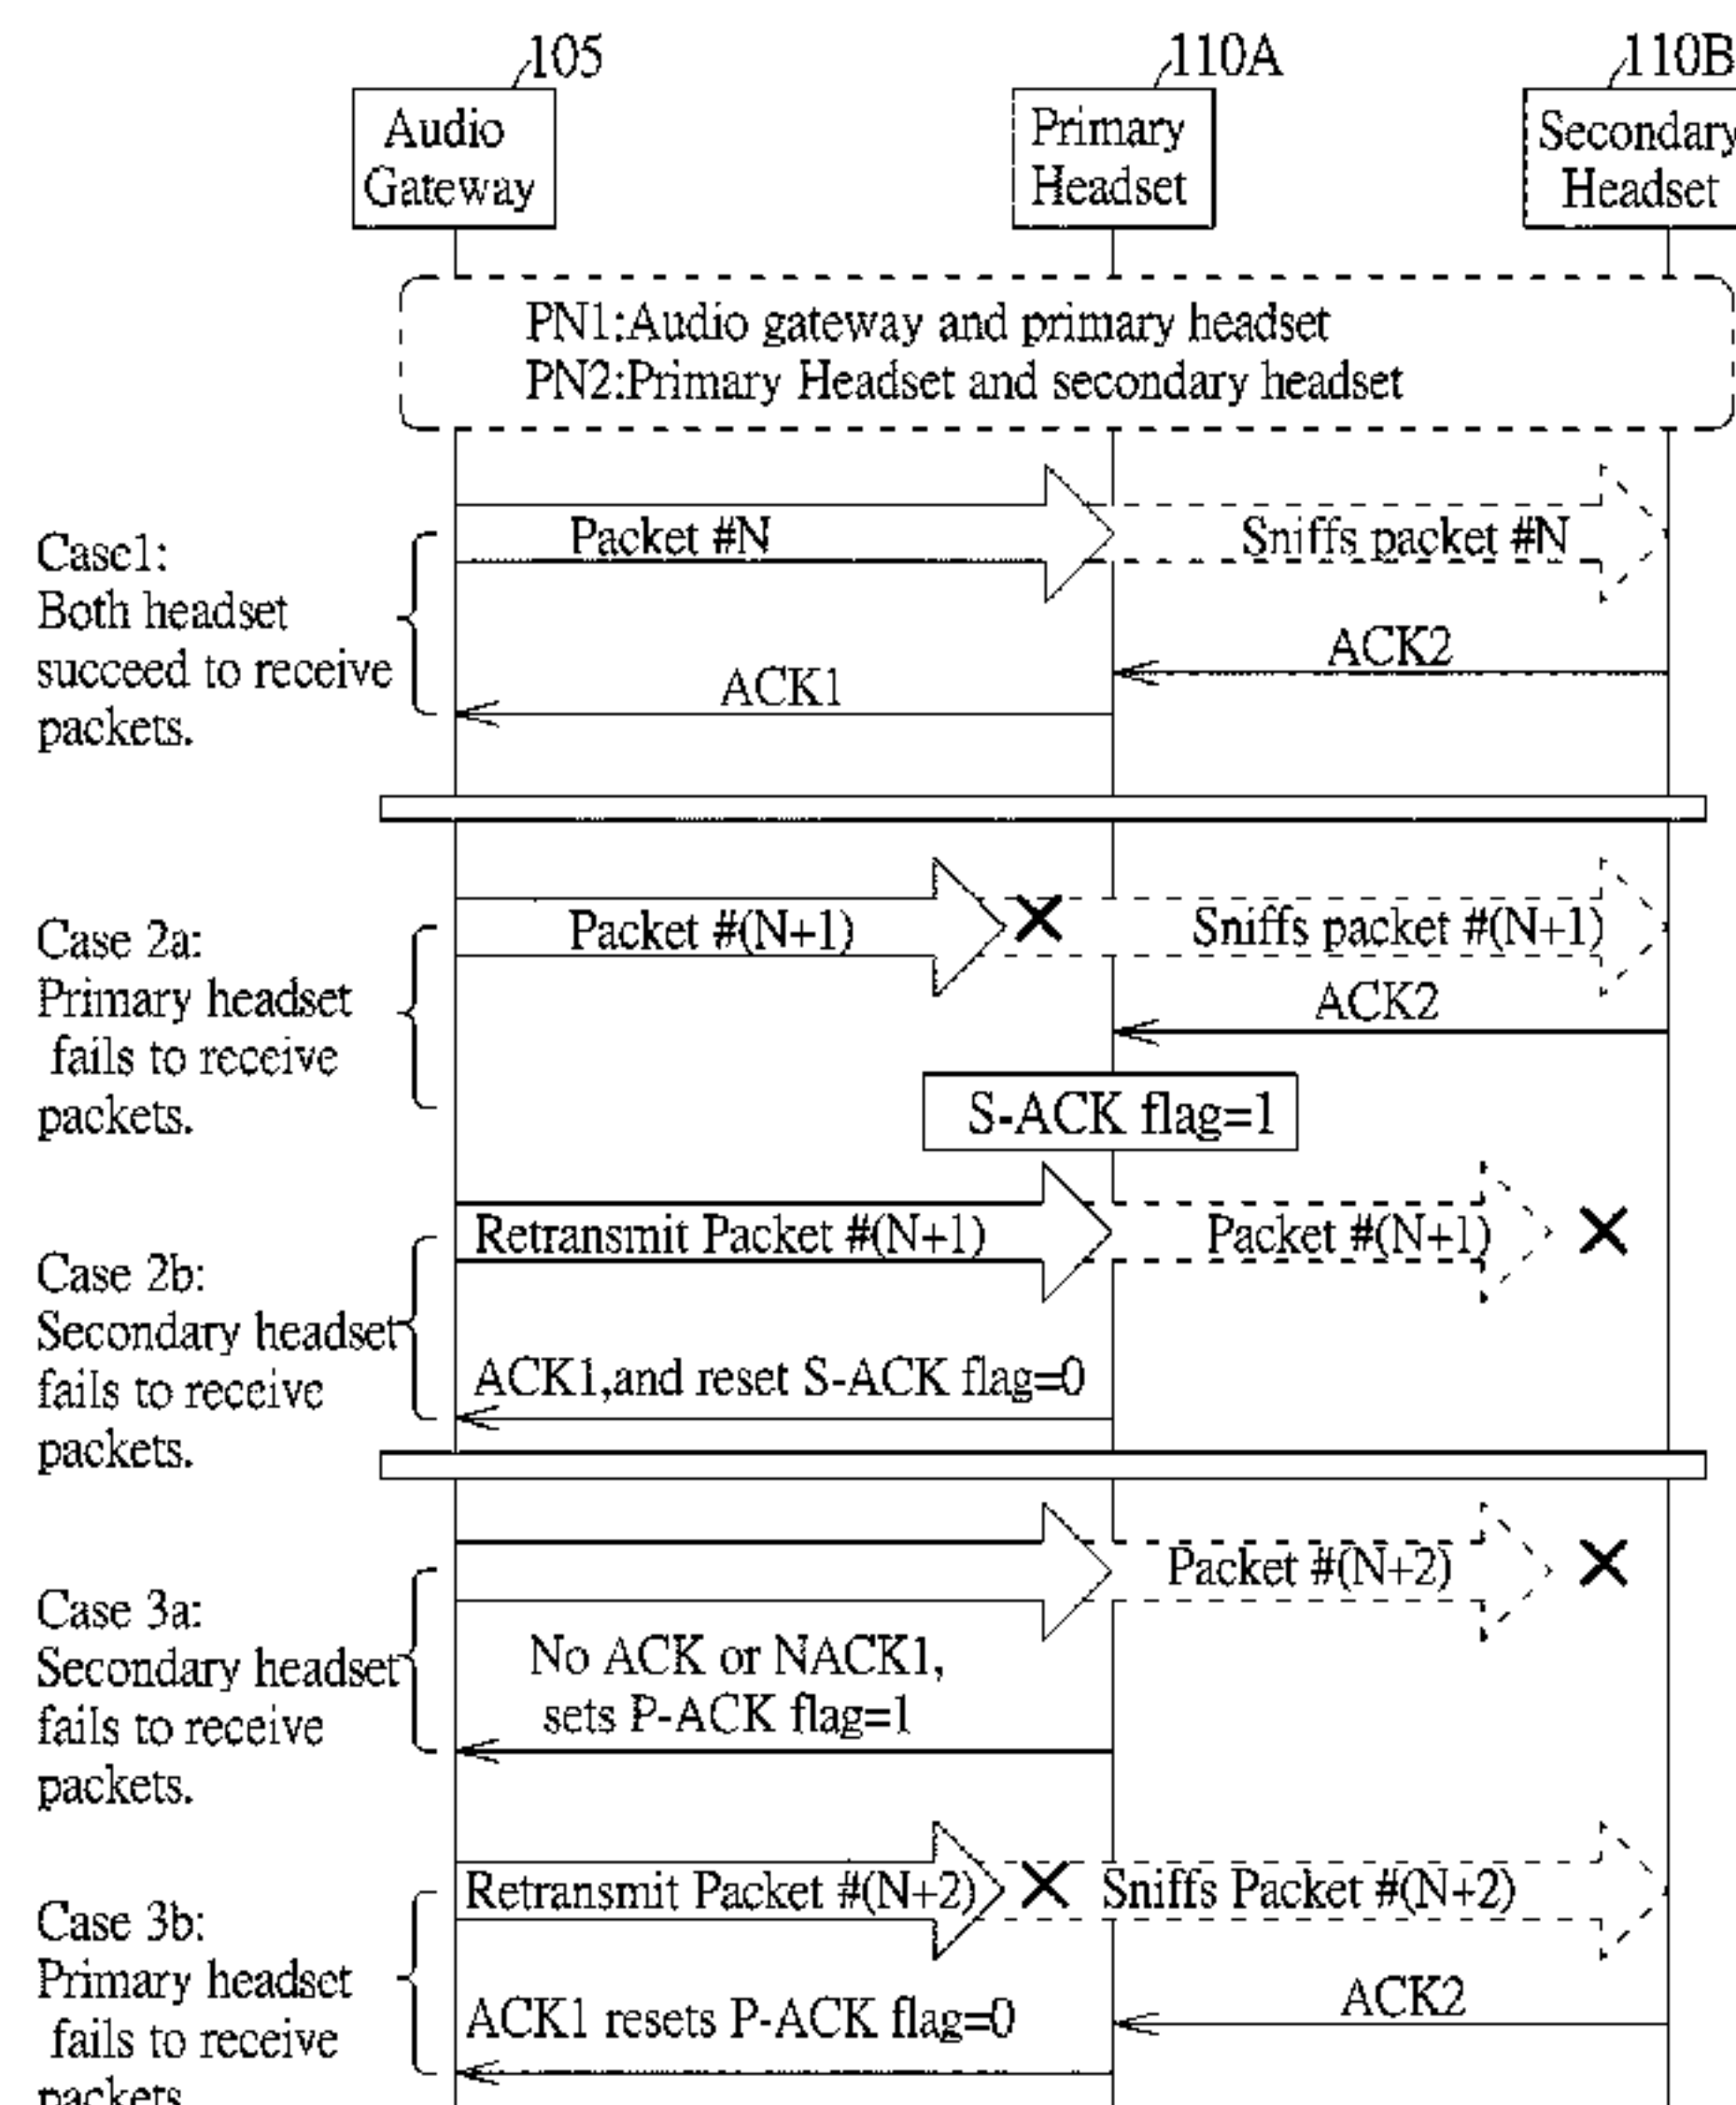 105
110A
110B
Audio
Gateway
Primary
Headset
Secondary
Headset
PN1:Audio gateway and primary headset
PN2:Primary Headset and secondary headset
Case1:
Both headset
succeed to receive
packets.
Packet #N
Sniffs packet #N
ACK2
ACK1
Case 2a:
Primary headset
fails to receive
packets.
Packet #(N+1)
Sniffs packet #(N+1)
ACK2
S-ACK flag=1
Case 2b:
Secondary headset
fails to receive
packets.
Retransmit Packet #(N+1)
Packet #(N+1)
ACK1,and reset S-ACK flag=0
Case 3a:
Secondary headset
fails to receive
packets.
Packet #(N+2)
No ACK or NACK1,
sets P-ACK flag=1
Case 3b:
Primary headset
fails to receive
packets
Retransmit Packet #(N+2)
Sniffs Packet #(N+2)
ACK2
ACK1 resets P-ACK flag=0